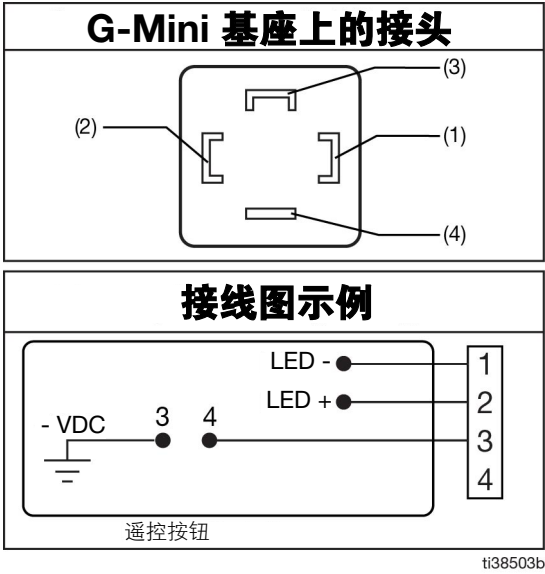 G-Mini 基座上的接头
(3)
(2)
(1)
(4)
接线图示例
LED -
1
LED +
2
- VDC
3
4
3
4
遥控按钮
ti38503b